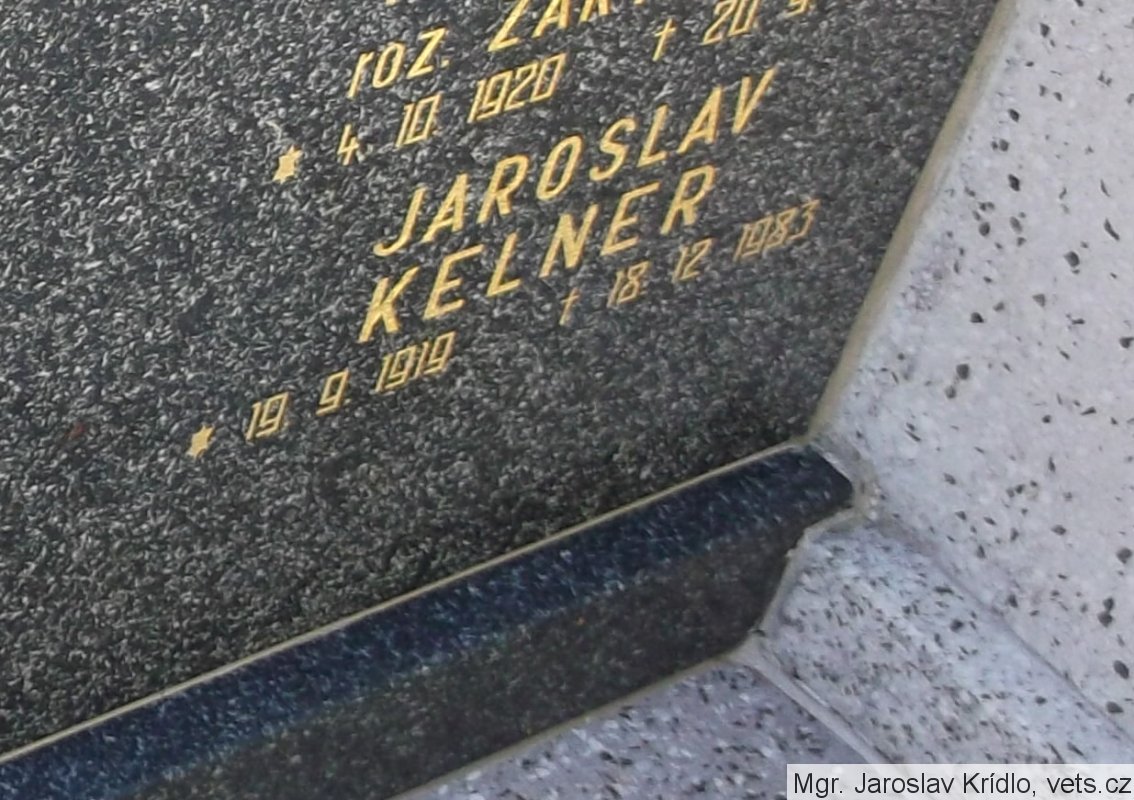 roz.
* 4. 10. 1920 † 20. 9.
JAROSLAV
KELNER
* 19. 9. 1919 † 18. 12. 1983
Mgr. Jaroslav Krídlo, vets.cz